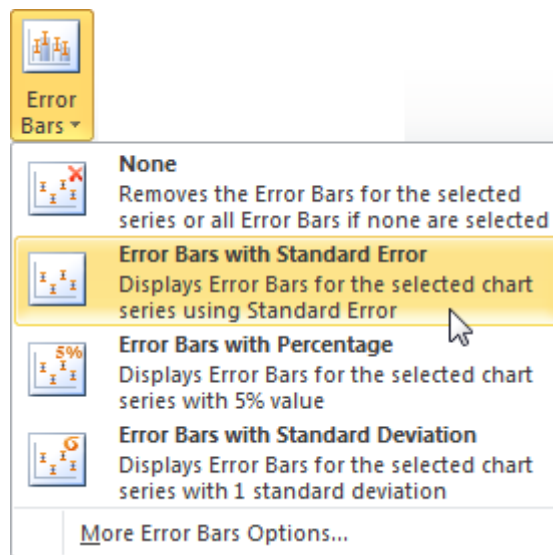 Error
Bars
None
Removes the Error Bars for the selected
series or all Error Bars if none are selected
Error Bars with Standard Error
Displays Error Bars for the selected chart
series using Standard Error
5%
Error Bars with Percentage
Displays Error Bars for the selected chart
series with 5% value
σ
Error Bars with Standard Deviation
Displays Error Bars for the selected chart
series with 1 standard deviation
More Error Bars Options...